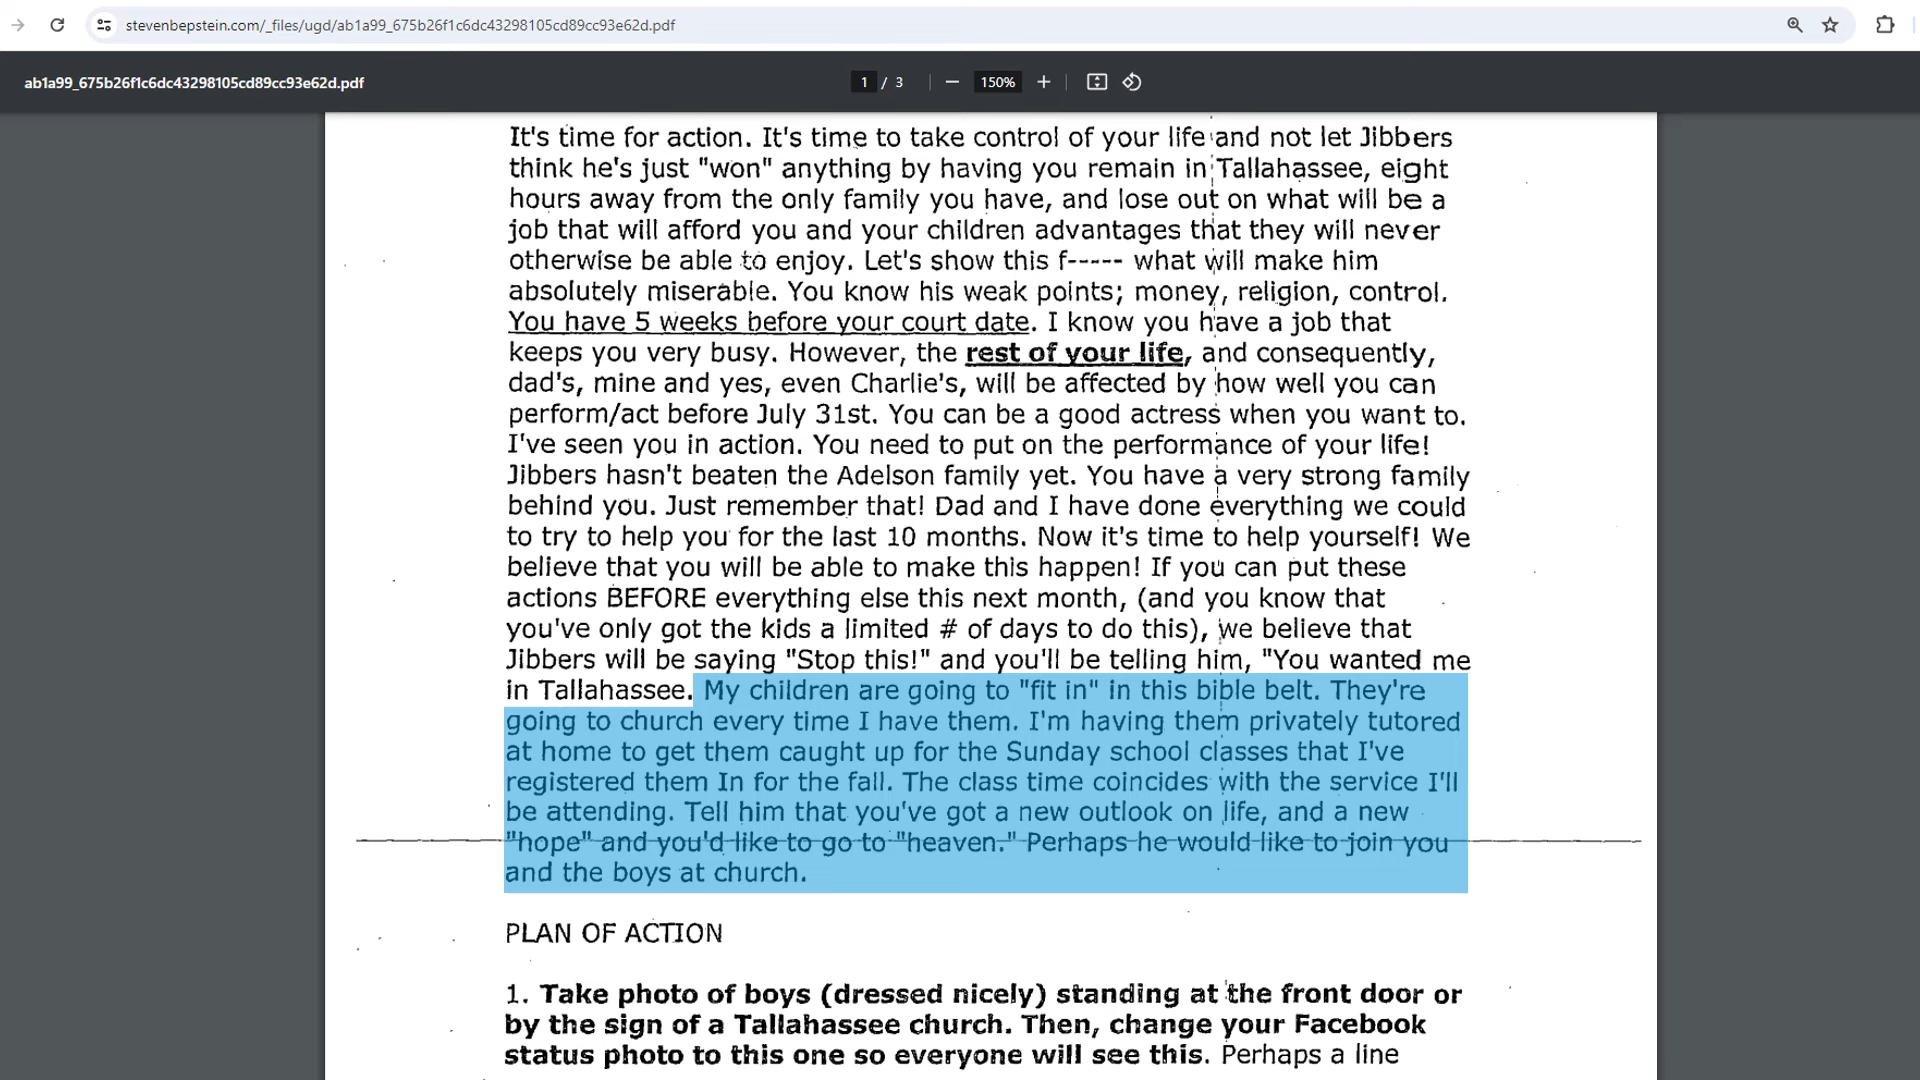 stevenbepstein.com/_files/ugd/ab1a99_675b26f1c6dc43298105cd89cc93e62d.pdf
ab1a99_675b26f1c6dc43298105cd89cc93e62d.pdf
1 / 3
150%
It's time for action. It's time to take control of your life and not let Jibbers
think he's just "won" anything by having you remain in Tallahassee, eight
hours away from the only family you have, and lose out on what will be a
job that will afford you and your children advantages that they will never
otherwise be able to enjoy. Let's show this f----- what will make him
absolutely miserable. You know his weak points; money, religion, control.
You have 5 weeks before your court date. I know you have a job that
keeps you very busy. However, the rest of your life, and consequently,
dad's, mine and yes, even Charlie's, will be affected by how well you can
perform/act before July 31st. You can be a good actress when you want to.
I've seen you in action. You need to put on the performance of your life!
Jibbers hasn't beaten the Adelson family yet. You have a very strong family
behind you. Just remember that! Dad and I have done everything we could
to try to help you for the last 10 months. Now it's time to help yourself! We
believe that you will be able to make this happen! If you can put these
actions BEFORE everything else this next month, (and you know that
you've only got the kids a limited # of days to do this), we believe that
Jibbers will be saying "Stop this!" and you'll be telling him, "You wanted me
in Tallahassee. My children are going to "fit in" in this bible belt. They're
going to church every time I have them. I'm having them privately tutored
at home to get them caught up for the Sunday school classes that I've
registered them In for the fall. The class time coincides with the service I'll
be attending. Tell him that you've got a new outlook on life, and a new
"hope" and you'd like to go to "heaven." Perhaps he would like to join you
and the boys at church.
PLAN OF ACTION
1. Take photo of boys (dressed nicely) standing at the front door or
by the sign of a Tallahassee church. Then, change your Facebook
status photo to this one so everyone will see this. Perhaps a line